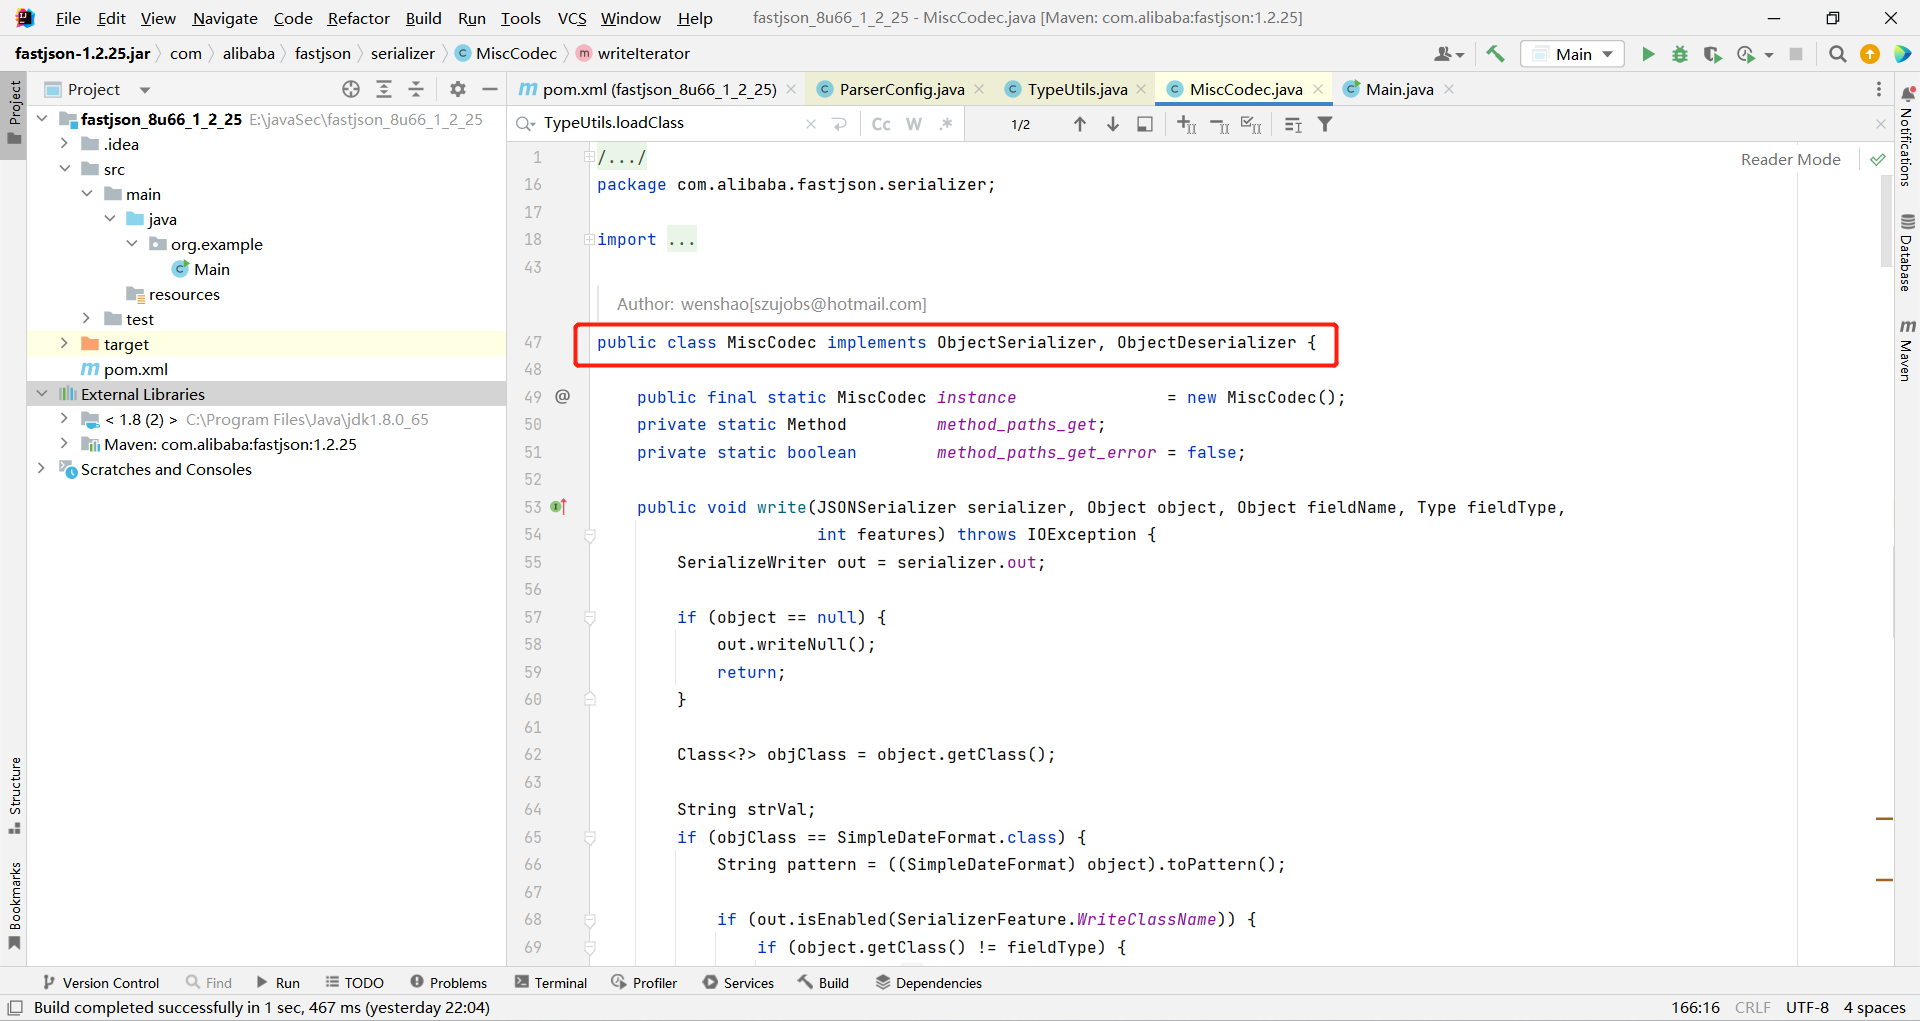 File Edit View Navigate Code Refactor Build Run Tools VCS Window Help fastjson_8u66_1_2_25 - MiscCodec.java [Maven: com.alibaba:fastjson:1.2.25]
fastjson-1.2.25.jar com alibaba fastjson serializer MiscCodec writeIterator Main
Project
Project
pom.xml (fastjson_8u66_1_2_25) ParserConfig.java TypeUtils.java MiscCodec.java Main.java
TypeUtils.loadClass Cc W .* 1/2
fastjson_8u66_1_2_25 E:\javaSec\fastjson_8u66_1_2_25
.idea
src
main
java
org.example
Main
resources
test
target
pom.xml
External Libraries
< 1.8 (2) > C:\Program Files\Java\jdk1.8.0_65
Maven: com.alibaba:fastjson:1.2.25
Scratches and Consoles
Structure
Bookmarks
Reader Mode
1 /.../
16 package com.alibaba.fastjson.serializer;
17
18 import ...
43
Author: wenshao[szujobs@hotmail.com]
47 public class MiscCodec implements ObjectSerializer, ObjectDeserializer {
48
49 @ public final static MiscCodec instance = new MiscCodec();
50 private static Method method_paths_get;
51 private static boolean method_paths_get_error = false;
52
53 public void write(JSONSerializer serializer, Object object, Object fieldName, Type fieldType,
54 int features) throws IOException {
55 SerializeWriter out = serializer.out;
56
57 if (object == null) {
58 out.writeNull();
59 return;
60 }
61
62 Class<?> objClass = object.getClass();
63
64 String strVal;
65 if (objClass == SimpleDateFormat.class) {
66 String pattern = ((SimpleDateFormat) object).toPattern();
67
68 if (out.isEnabled(SerializerFeature.WriteClassName)) {
69 if (object.getClass() != fieldType) {
Notifications
Database
Maven
Version Control Find Run TODO Problems Terminal Profiler Services Build Dependencies
Build completed successfully in 1 sec, 467 ms (yesterday 22:04) 166:16 CRLF UTF-8 4 spaces